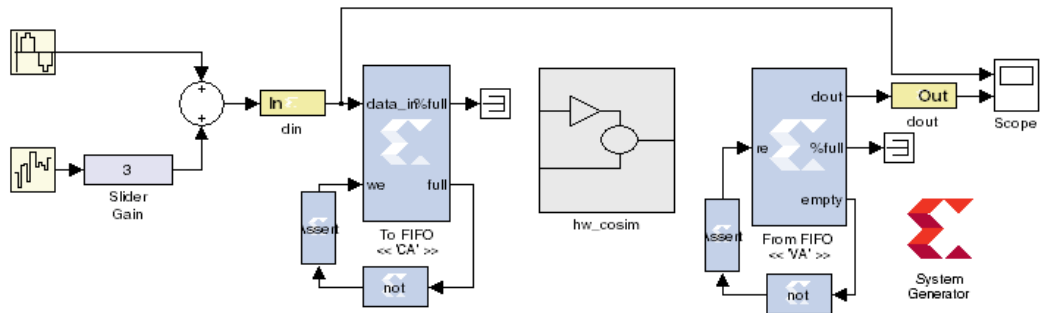 In
din
3
Slider
Gain
data_in
%full
we
full
To FIFO
<< 'CA' >>
Assert
not
hw_cosim
dout
re
%full
empty
From FIFO
<< 'VA' >>
Assert
not
Out
dout
Scope
System
Generator